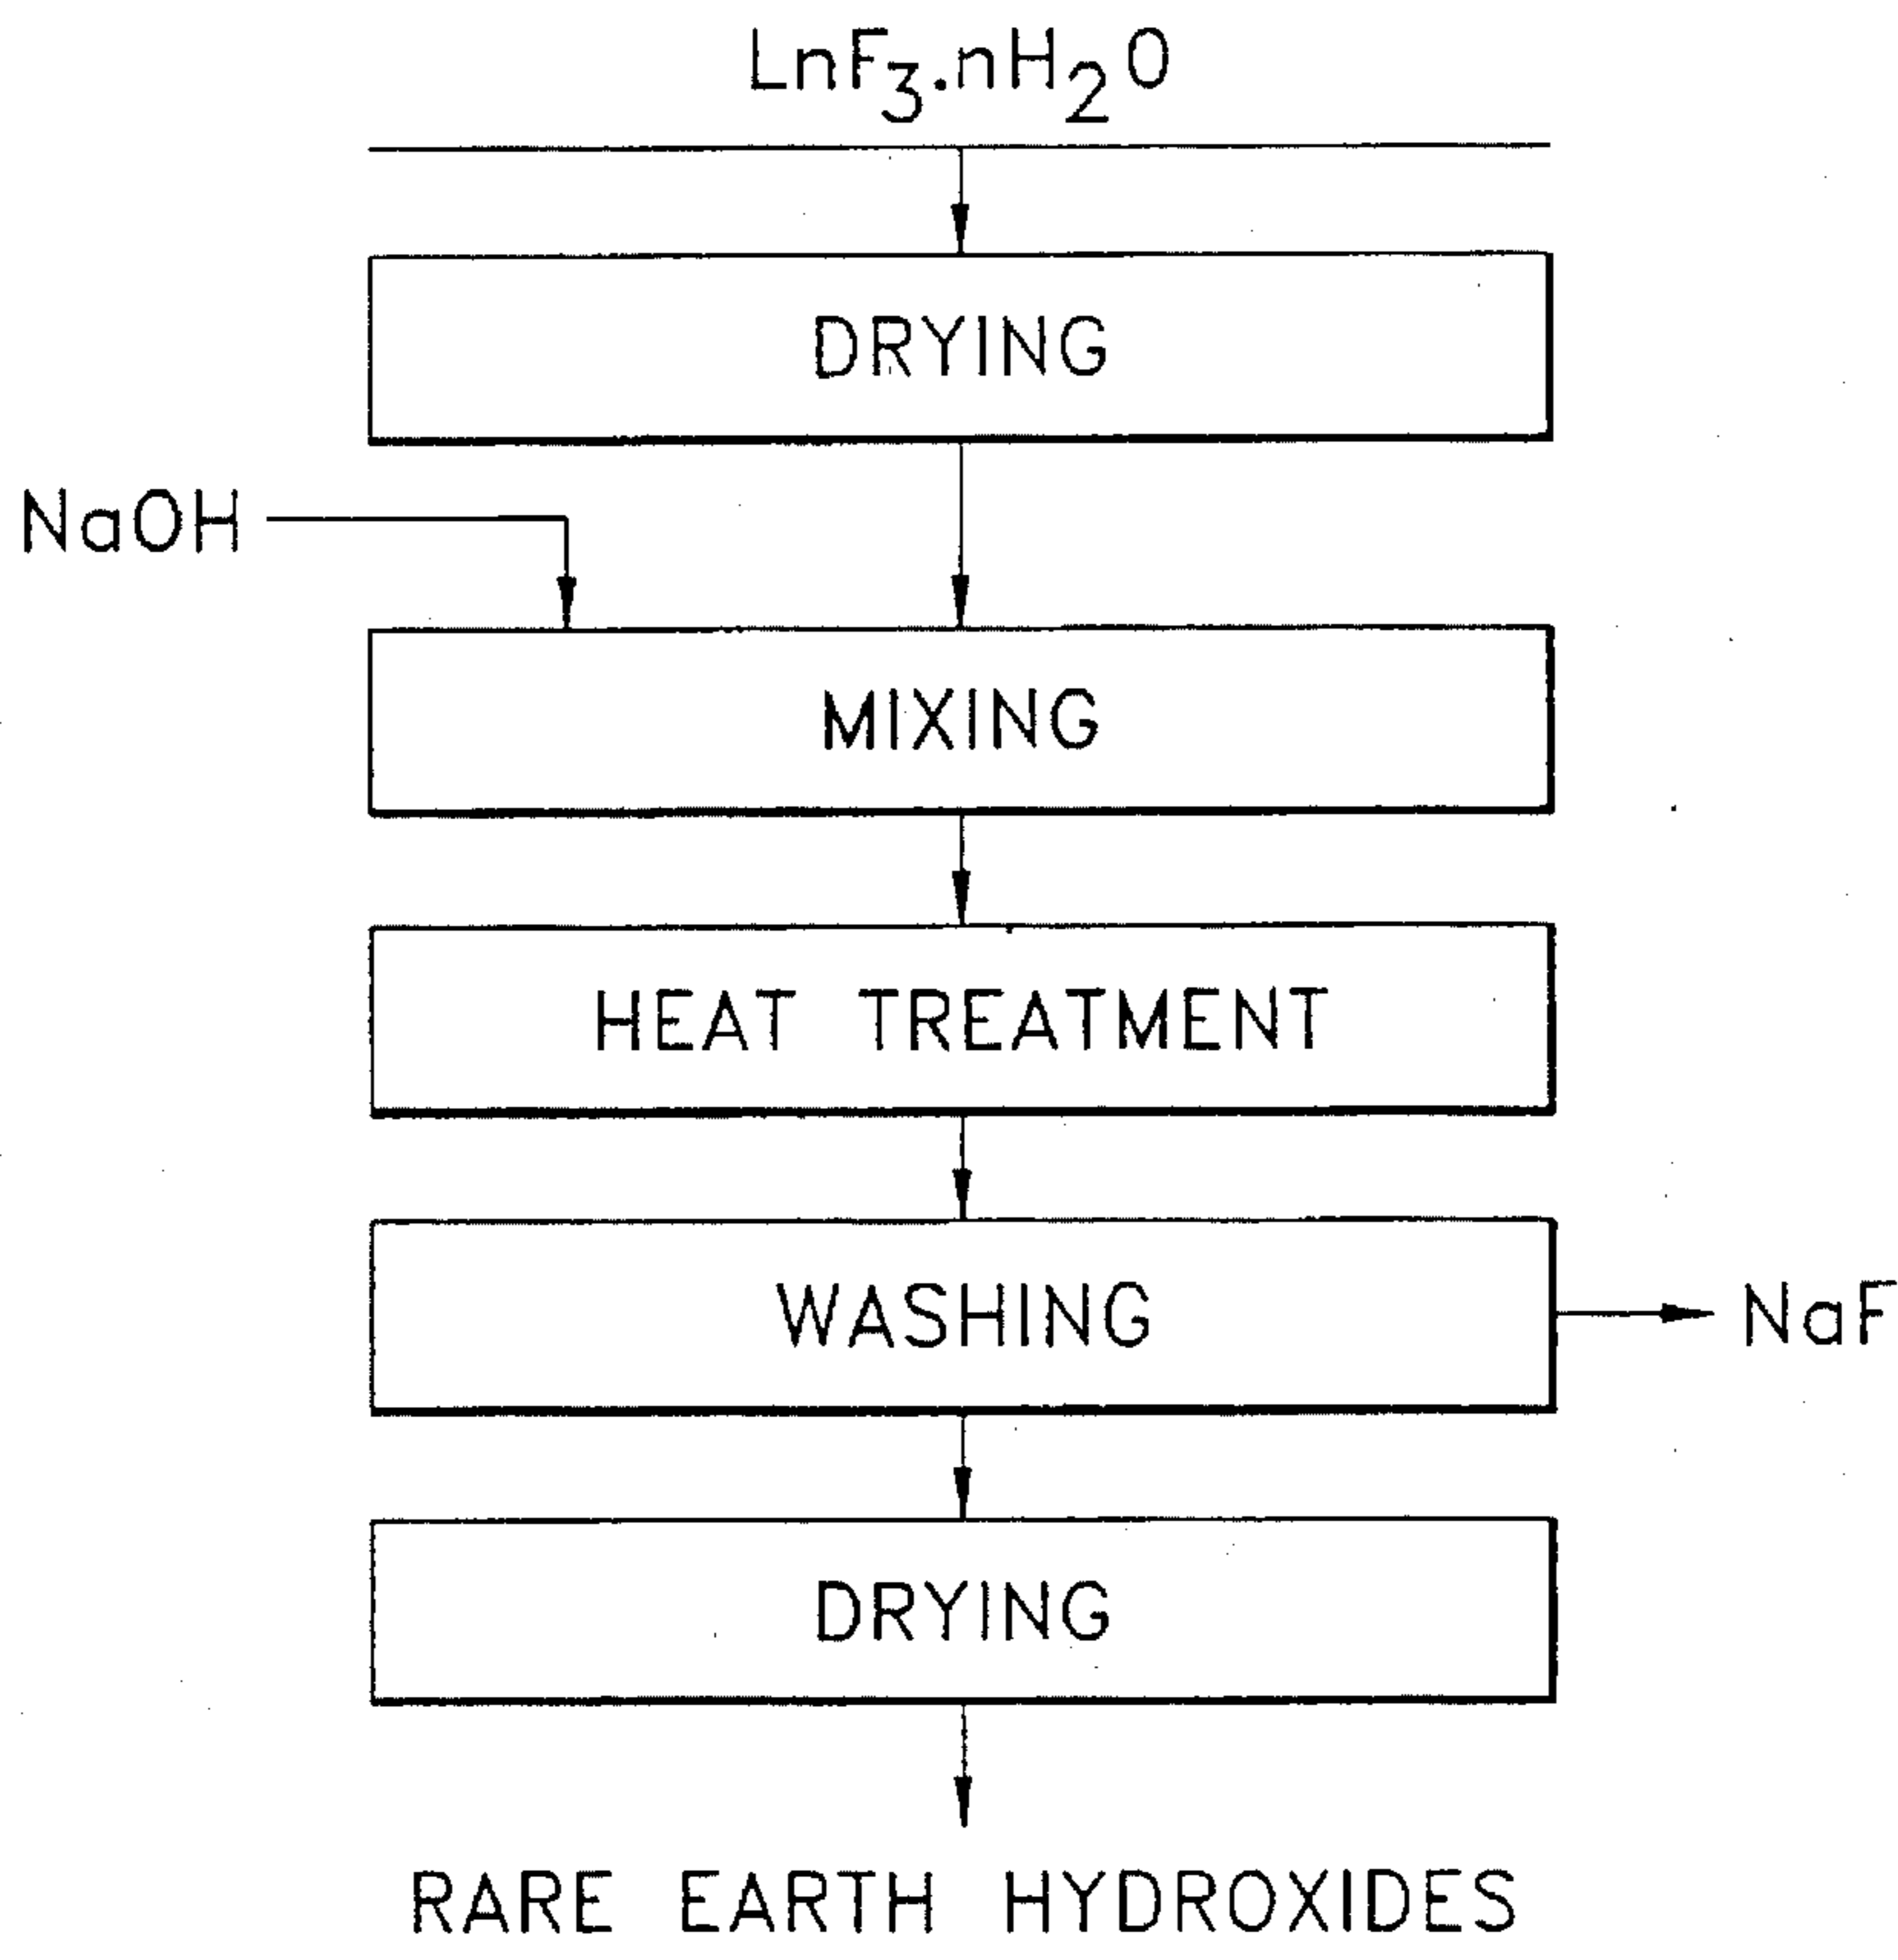 LnF₃.nH₂O
DRYING
NaOH
MIXING
HEAT TREATMENT
WASHING
NaF
DRYING
RARE EARTH HYDROXIDES